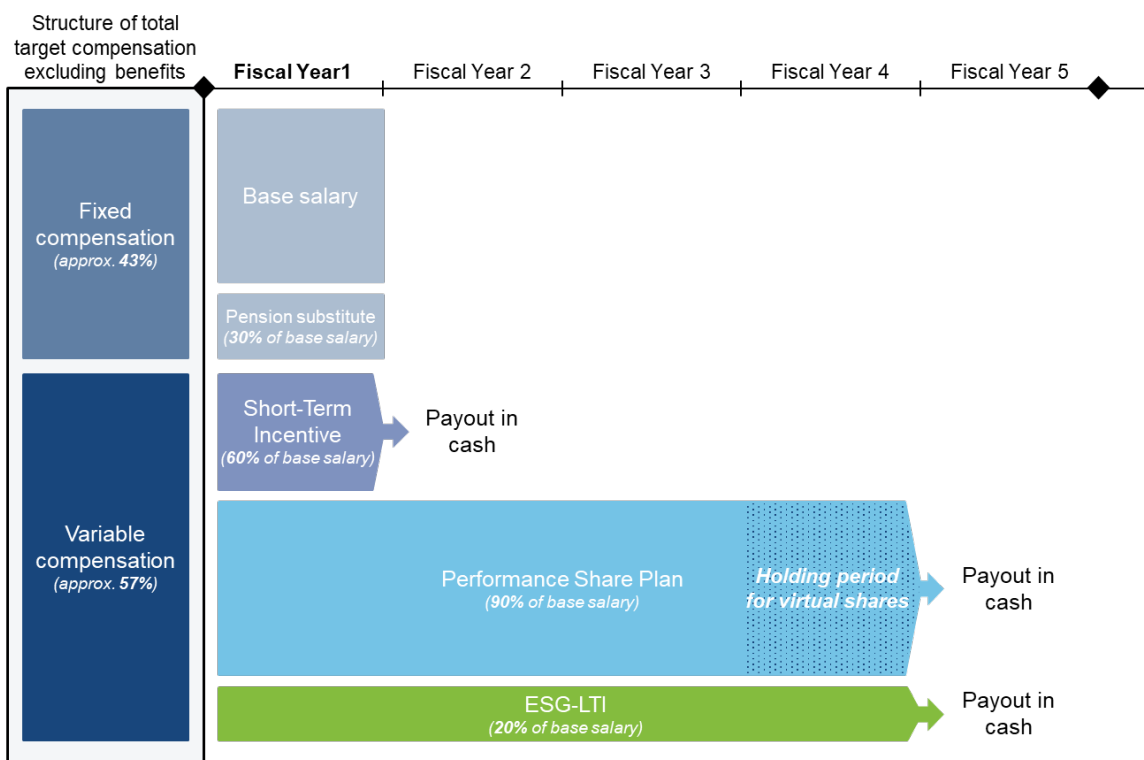 Structure of total
target compensation
excluding benefits
Fiscal Year1
Fiscal Year 2
Fiscal Year 3
Fiscal Year 4
Fiscal Year 5
Fixed
compensation
(approx. 43%)
Base salary
Pension substitute
(30% of base salary)
Variable
compensation
(approx. 57%)
Short-Term
Incentive
(60% of base salary)
Payout in
cash
Performance Share Plan
(90% of base salary)
Holding period
for virtual shares
Payout in
cash
ESG-LTI
(20% of base salary)
Payout in
cash